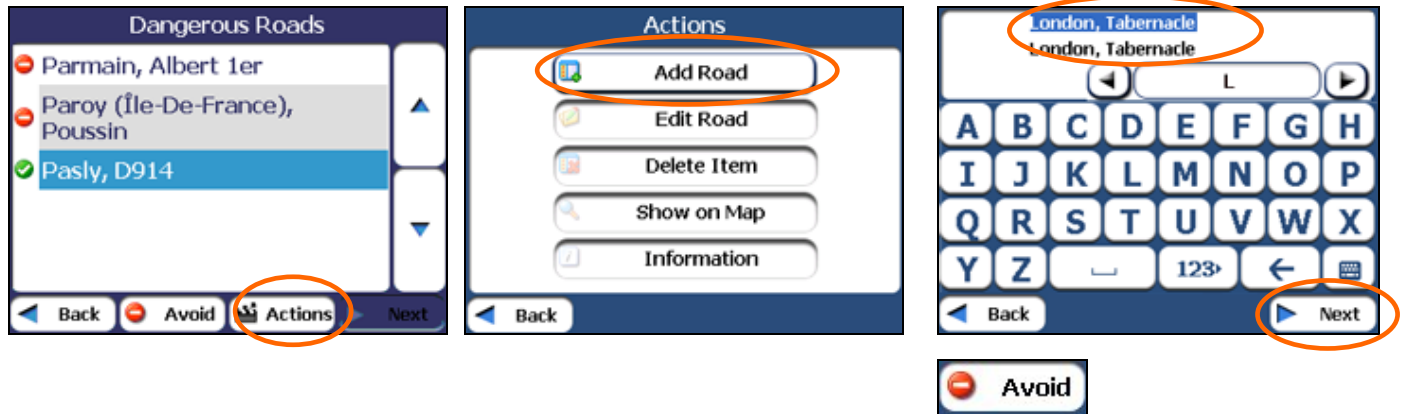 Dangerous Roads
Parmain, Albert 1er
Paroy (Île-De-France),
Poussin
Pasly, D914
Back Avoid Actions Next
Actions
Add Road
Edit Road
Delete Item
Show on Map
Information
Back
London, Tabernacle
London, Tabernacle
L
A B C D E F G H
I J K L M N O P
Q R S T U V W X
Y Z 123
Back Next
Avoid